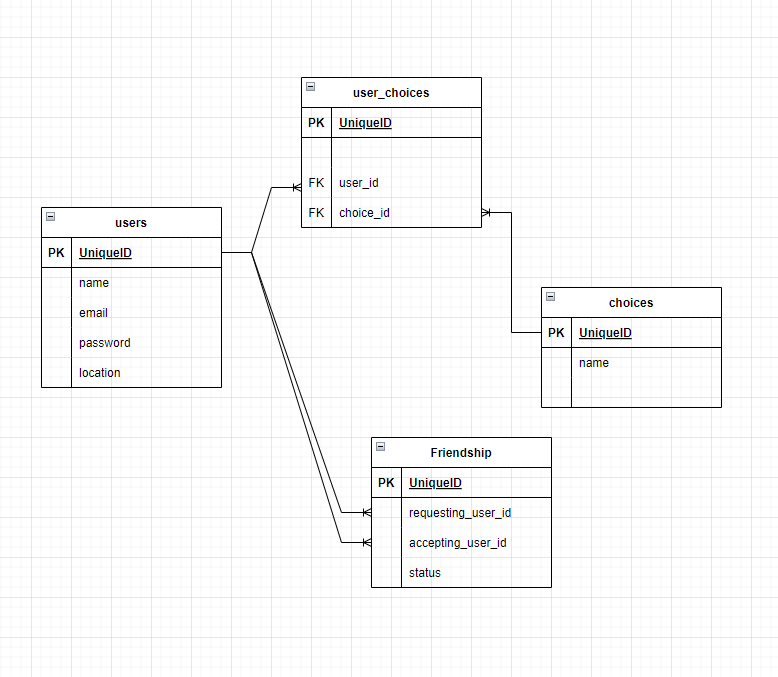 user_choices
PK UniqueID
FK user_id
FK choice_id
users
PK UniqueID
name
email
password
location
choices
PK UniqueID
name
Friendship
PK UniqueID
requesting_user_id
accepting_user_id
status